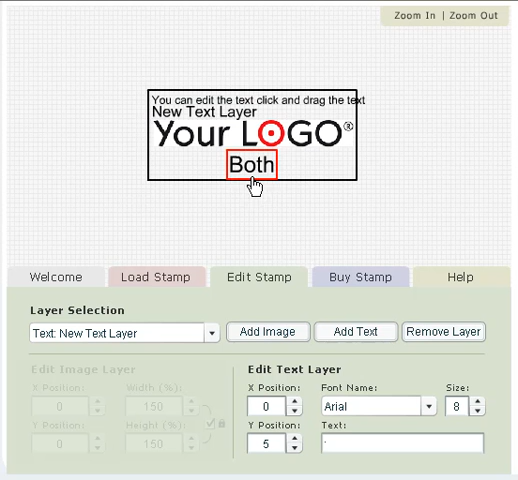 Zoom In | Zoom Out
You can edit the text click and drag the text
New Text Layer
Your LOGO®
Both
Welcome
Load Stamp
Edit Stamp
Buy Stamp
Help
Layer Selection
Text: New Text Layer
Add Image
Add Text
Remove Layer
Edit Image Layer
X Position:
Width (%):
0
150
Y Position:
Height (%):
0
150
Edit Text Layer
X Position:
Font Name:
Size:
0
Arial
8
Y Position:
Text:
5